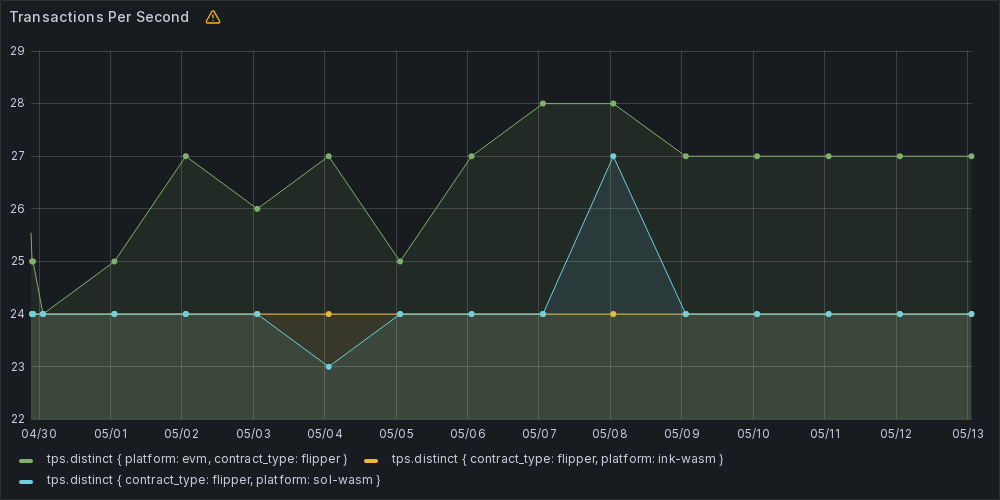 Transactions Per Second
29
28
27
26
25
24
23
22
04/30 05/01 05/02 05/03 05/04 05/05 05/06 05/07 05/08 05/09 05/10 05/11 05/12 05/13
tps.distinct { platform: evm, contract_type: flipper } tps.distinct { contract_type: flipper, platform: ink-wasm }
tps.distinct { contract_type: flipper, platform: sol-wasm }